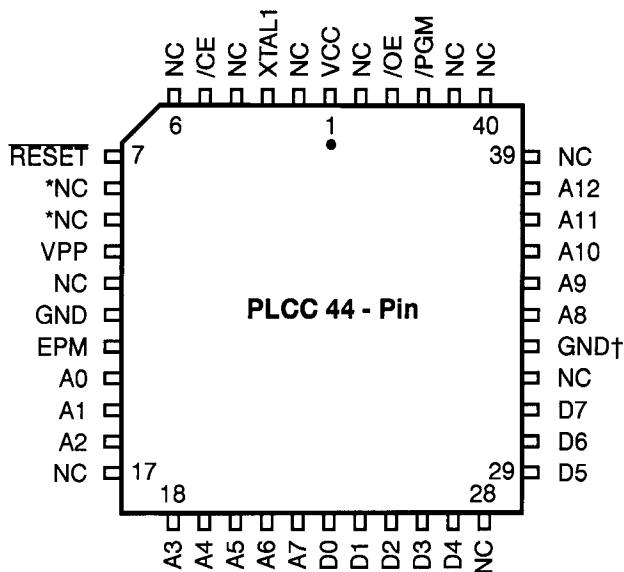 NC /CE NC XTAL1 NC VCC NC /OE /PGM NC NC
6 1 40
RESET 7 39 NC
*NC A12
*NC A11
VPP A10
NC A9
GND PLCC 44 - Pin A8
EPM GND†
A0 NC
A1 D7
A2 D6
NC 17 29 D5
18 28
A3 A4 A5 A6 A7 D0 D1 D2 D3 D4 NC